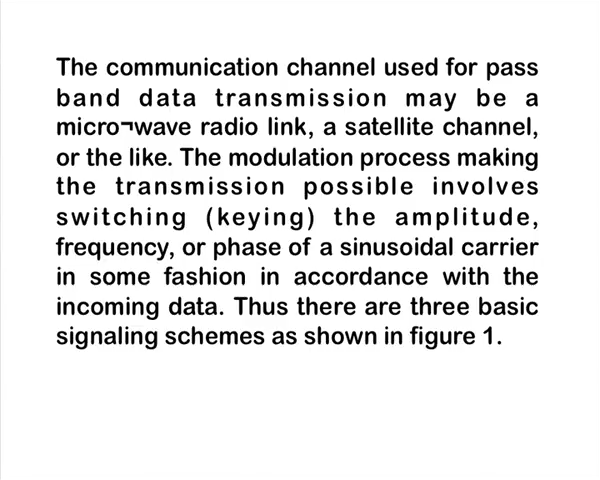 The communication channel used for pass
band data transmission may be a
micro¬wave radio link, a satellite channel,
or the like. The modulation process making
the transmission possible involves
switching (keying) the amplitude,
frequency, or phase of a sinusoidal carrier
in some fashion in accordance with the
incoming data. Thus there are three basic
signaling schemes as shown in figure 1.